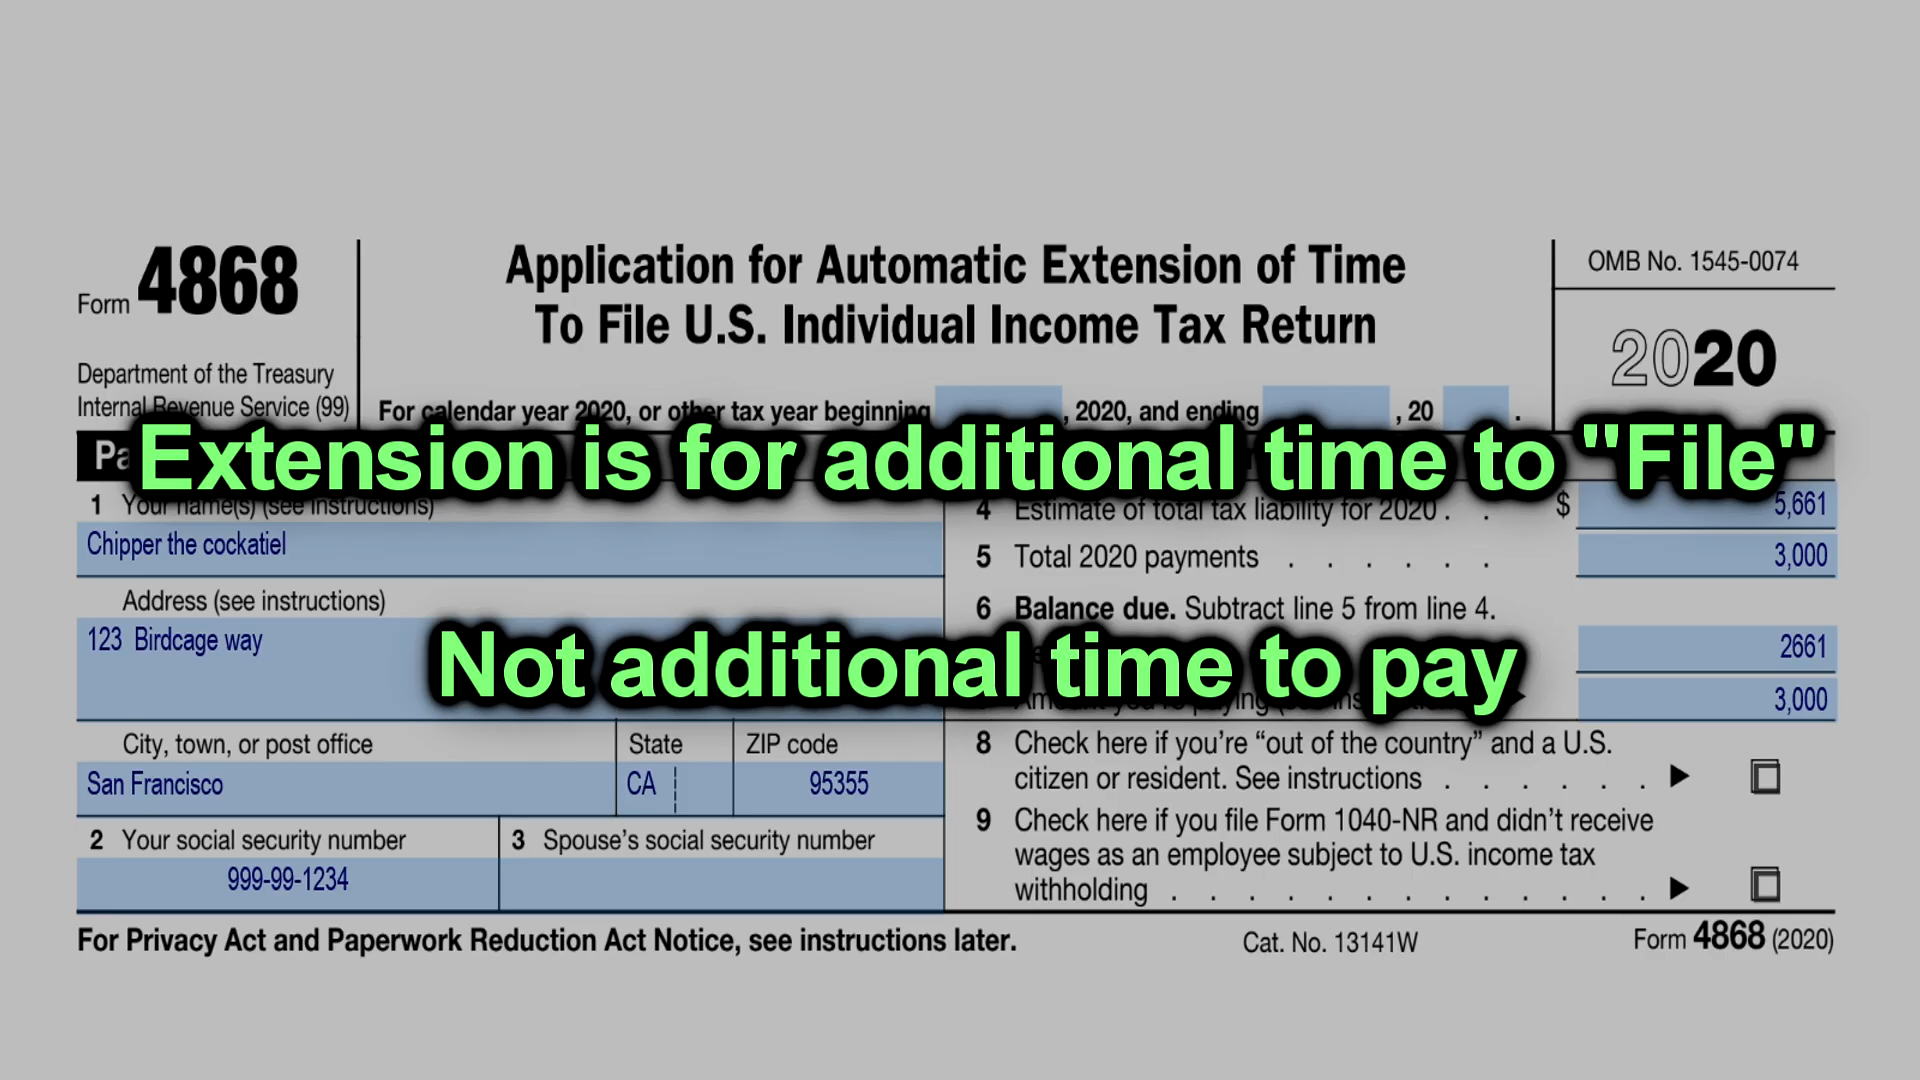 Form 4868
Department of the Treasury
Internal Revenue Service (99)
Application for Automatic Extension of Time
To File U.S. Individual Income Tax Return
For calendar year 2020, or other tax year beginning , 2020, and ending , 20 .
OMB No. 1545-0074
2020
Extension is for additional time to "File"
Not additional time to pay
1 Your name(s) (see instructions)
Chipper the cockatiel
Address (see instructions)
123 Birdcage way
City, town, or post office State ZIP code
San Francisco CA 95355
2 Your social security number 3 Spouse's social security number
999-99-1234
4 Estimate of total tax liability for 2020 . . $ 5,661
5 Total 2020 payments . . . . . . 3,000
6 Balance due. Subtract line 5 from line 4.
2661
Amount you're paying (see 3,000
8 Check here if you're “out of the country” and a U.S.
citizen or resident. See instructions . . . . . .
9 Check here if you file Form 1040-NR and didn't receive
wages as an employee subject to U.S. income tax
withholding . . . . . . . . . . . . .
For Privacy Act and Paperwork Reduction Act Notice, see instructions later. Cat. No. 13141W Form 4868 (2020)